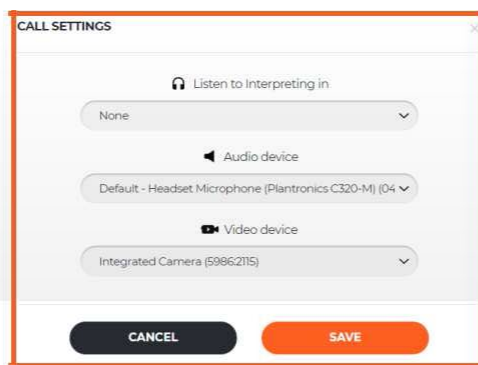 CALL SETTINGS
Listen to Interpreting in
None
Audio device
Default - Headset Microphone (Plantronics C320-M) (04
Video device
Integrated Camera (5986:2115)
CANCEL
SAVE